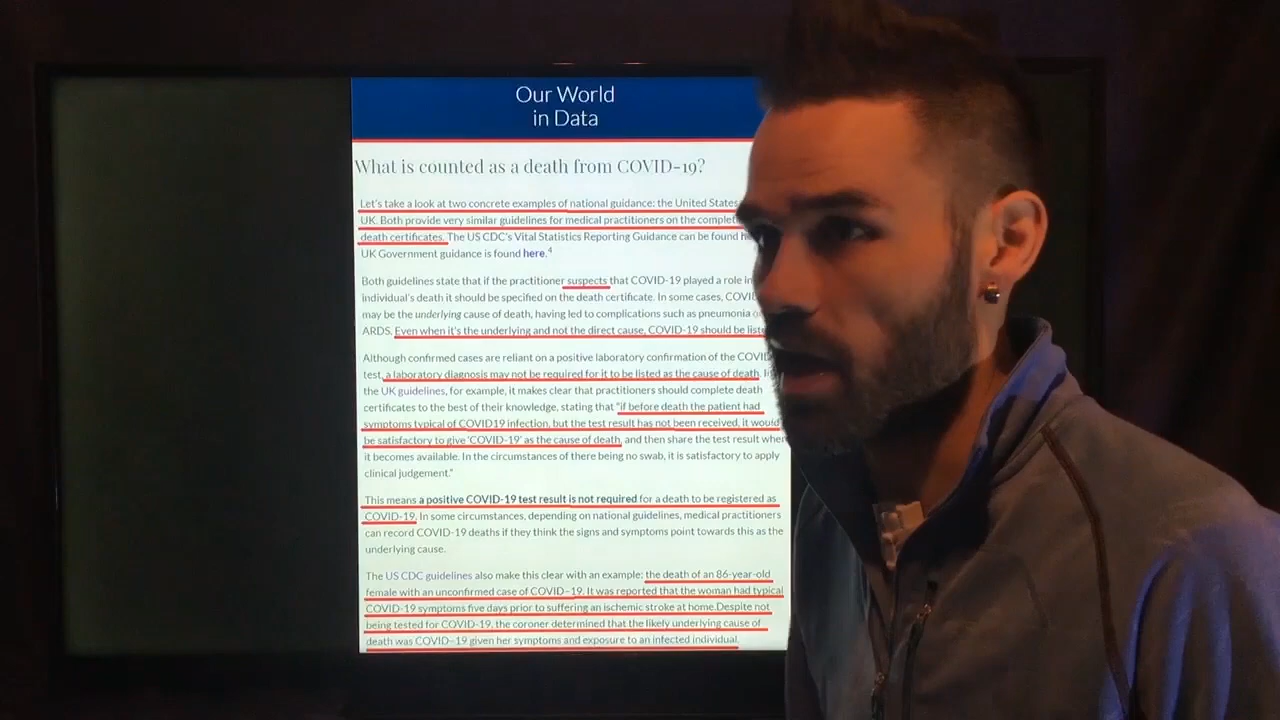 Our World
in Data
What is counted as a death from COVID-19?
Let's take a look at two concrete examples of national guidance: the United States
UK. Both provide very similar guidelines for medical practitioners on the
death certificates. The US CDC's Vital Statistics Reporting Guidance can be found
UK Government guidance is found here.4
Both guidelines state that if the practitioner suspects that COVID-19 played a role in
individual's death it should be specified on the death certificate. In some cases,
may be the underlying cause of death, having led to complications such as pneumonia
ARDS. Even when it's the underlying and not the direct cause, COVID-19 should be
Although confirmed cases are reliant on a positive laboratory confirmation of the
test, a laboratory diagnosis may not be required for it to be listed as the cause of death.
the UK guidelines, for example, it makes clear that practitioners should complete death
certificates to the best of their knowledge, stating that "if before death the patient had
symptoms typical of COVID19 infection, but the test result has not been received, it would
be satisfactory to give 'COVID-19' as the cause of death, and then share the test result when
it becomes available. In the circumstances of there being no swab, it is satisfactory to apply
clinical judgement."
This means a positive COVID-19 test result is not required for a death to be registered as
COVID-19. In some circumstances, depending on national guidelines, medical practitioners
can record COVID-19 deaths if they think the signs and symptoms point towards this as the
underlying cause.
The US CDC guidelines also make this clear with an example: the death of an 86-year-old
female with an unconfirmed case of COVID-19. It was reported that the woman had typical
COVID-19 symptoms five days prior to suffering an ischemic stroke at home.Despite not
being tested for COVID-19, the coroner determined that the likely underlying cause of
death was COVID-19 given her symptoms and exposure to an infected individual.